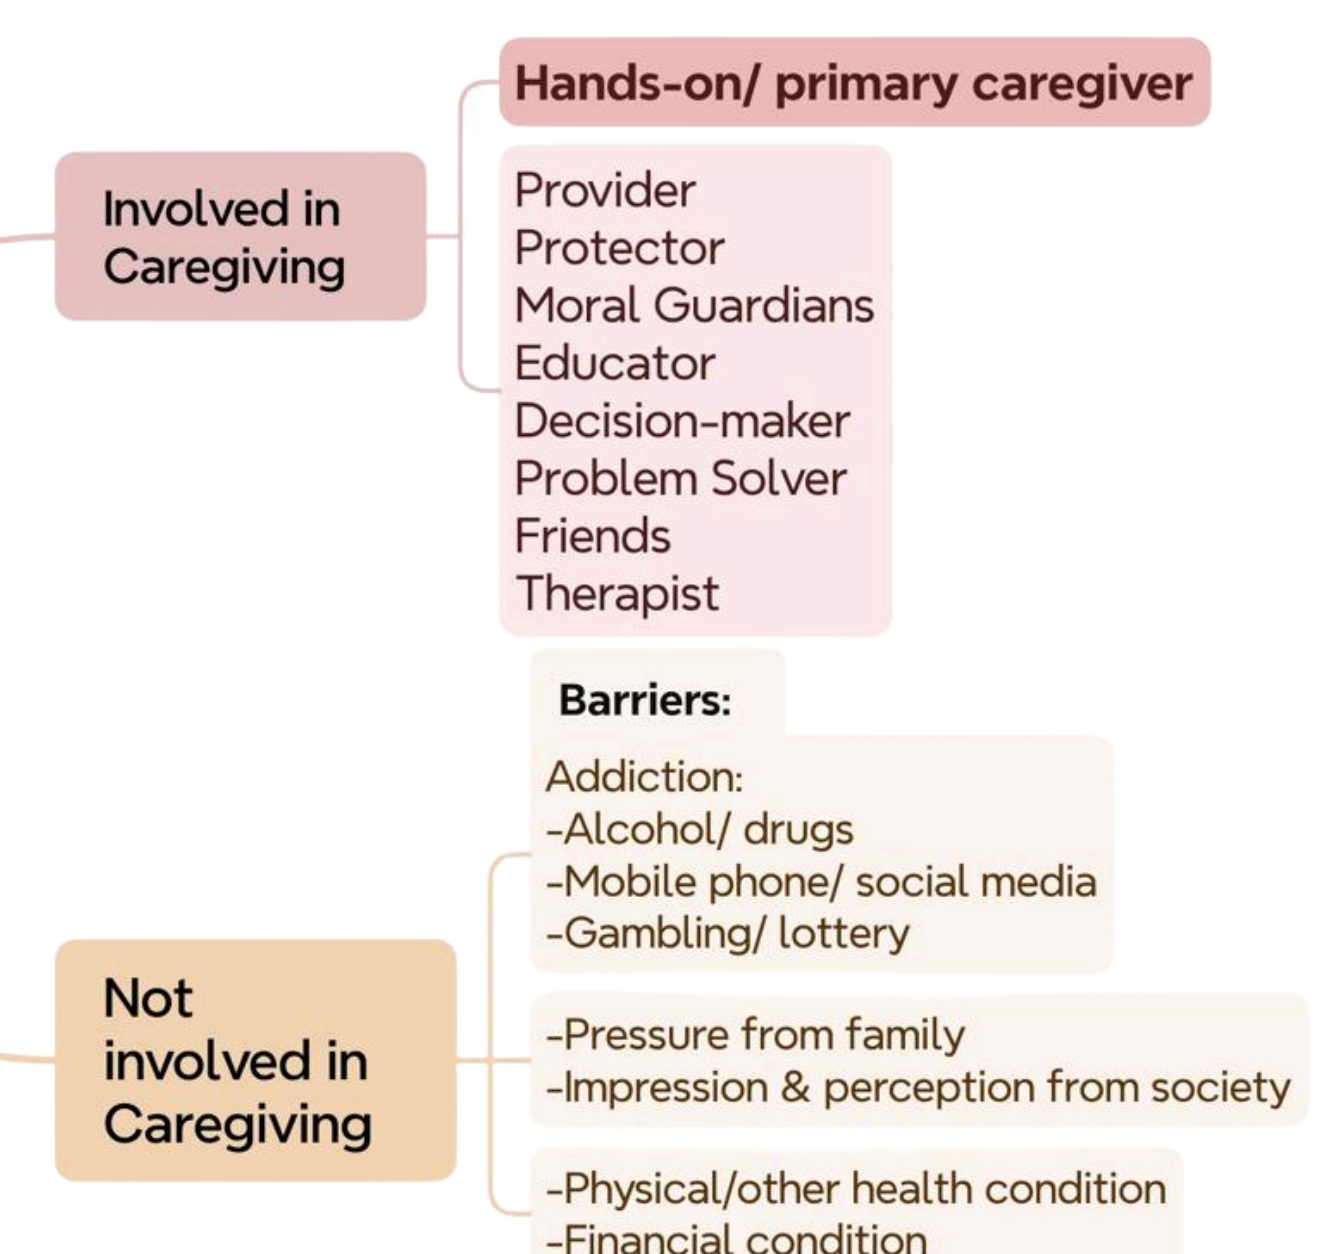 Involved in
Caregiving
Hands-on/ primary caregiver
Provider
Protector
Moral Guardians
Educator
Decision-maker
Problem Solver
Friends
Therapist
Not
involved in
Caregiving
Barriers:
Addiction:
-Alcohol/ drugs
-Mobile phone/ social media
-Gambling/ lottery
-Pressure from family
-Impression & perception from society
-Physical/other health condition
-Financial condition